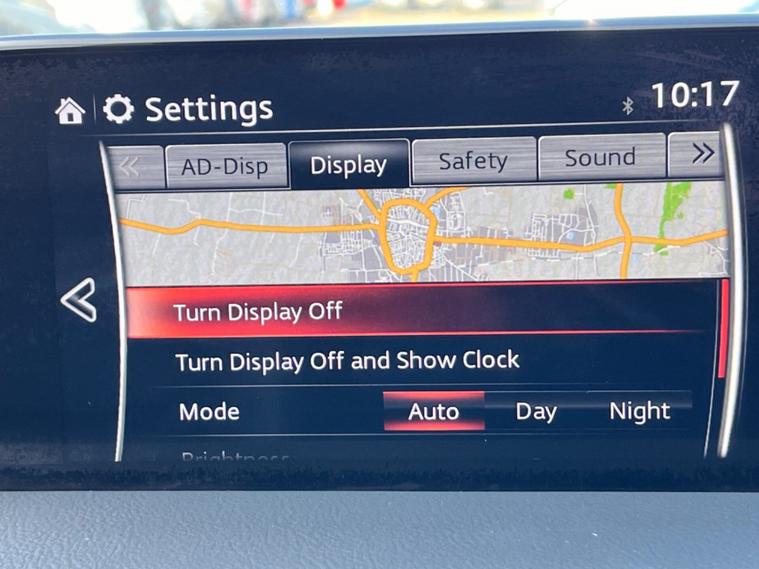 Settings 10:17
AD-Disp Display Safety Sound
Turn Display Off
Turn Display Off and Show Clock
Mode Auto Day Night
Brightness